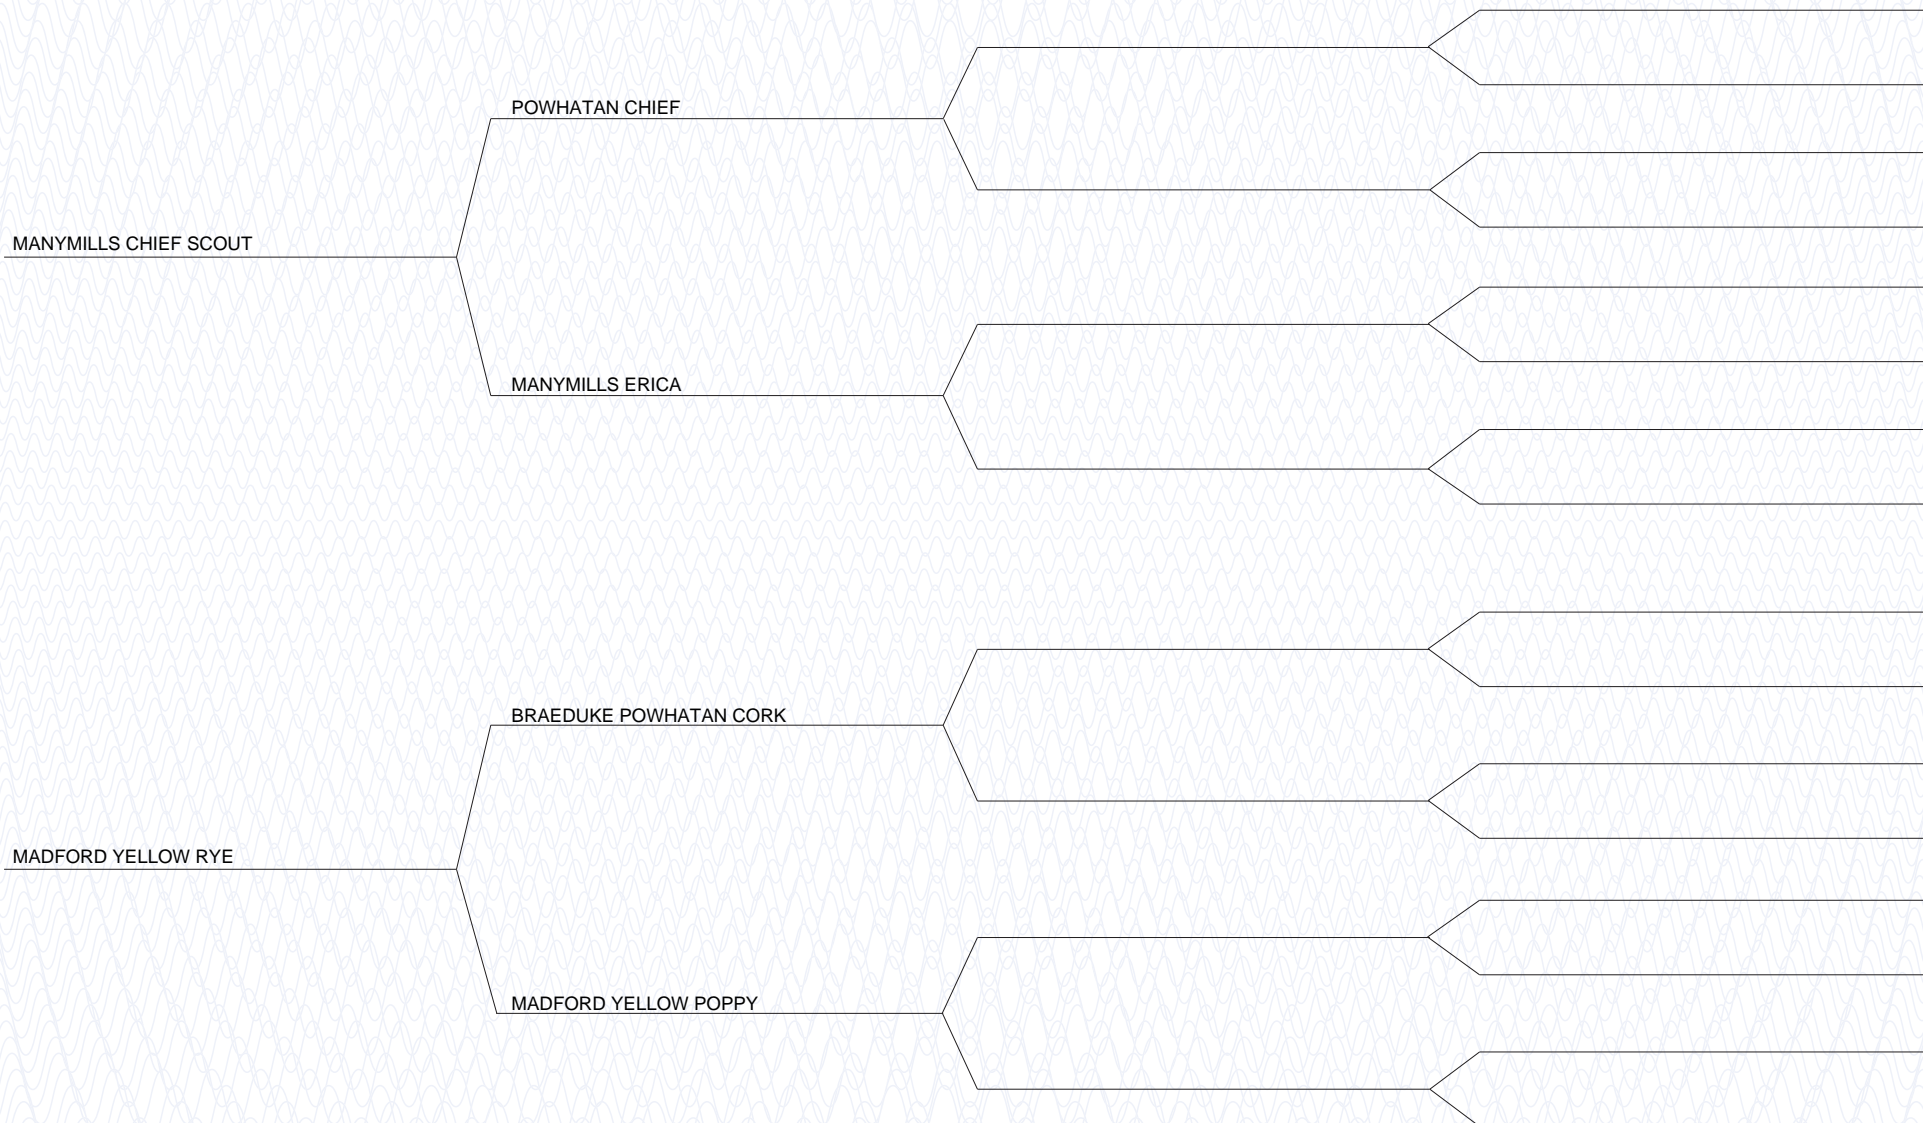 POWHATAN CHIEF
MANYMILLS CHIEF SCOUT
MANYMILLS ERICA
BRAEDUKE POWHATAN CORK
MADFORD YELLOW RYE
MADFORD YELLOW POPPY